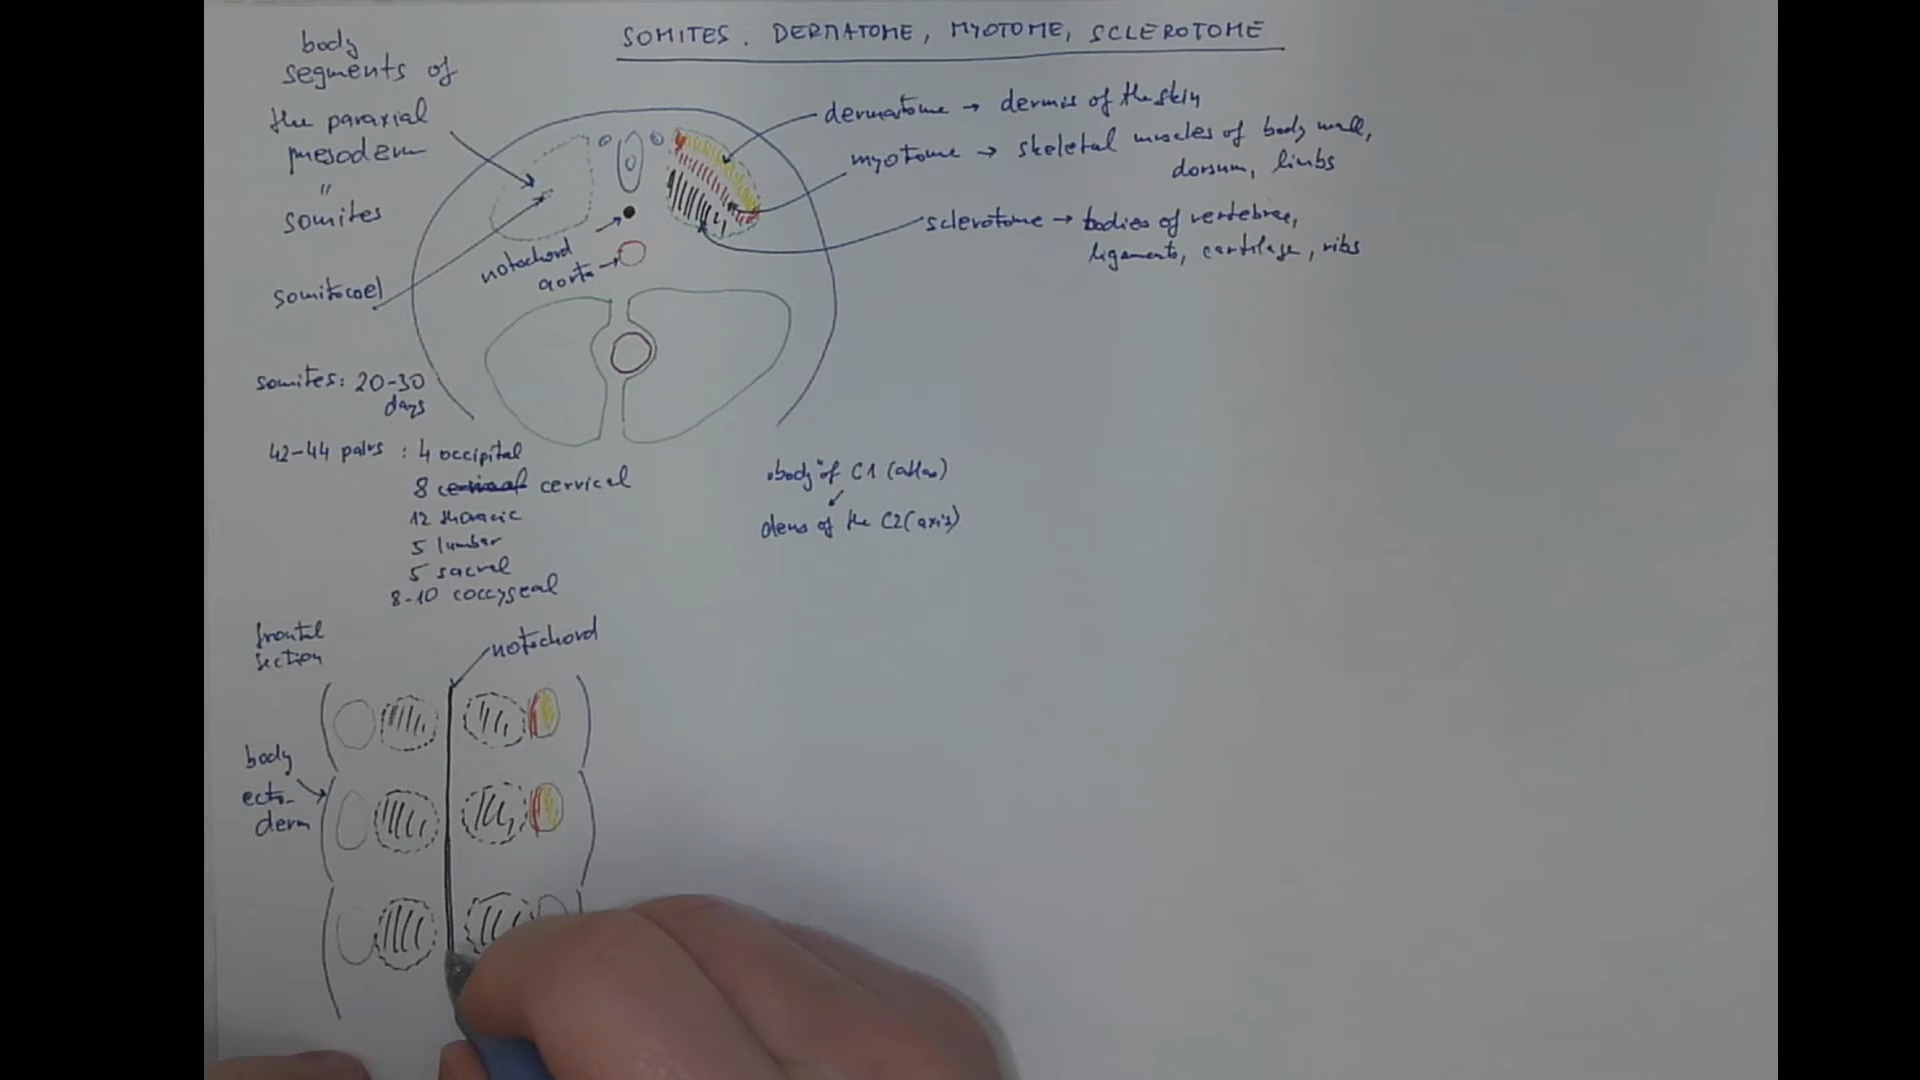 SOMITES. DERMATOME, MYOTOME, SCLEROTOME
body
segments of
the paraxial
mesoderm
"
somites
somitocoel
dermatome → dermis of the skin
myotome → skeletal muscles of body wall,
dorsum, limbs
sclerotome → bodies of vertebrae,
ligaments, cartilage, ribs
notochord
aorta
somites: 20-30
days
42-44 pairs : 4 occipital
8 cervical
12 thoracic
5 lumbar
5 sacral
8-10 coccygeal
"body" of C1 (atlas)
dens of the C2 (axis)
frontal
section
notochord
body
ecto-
derm